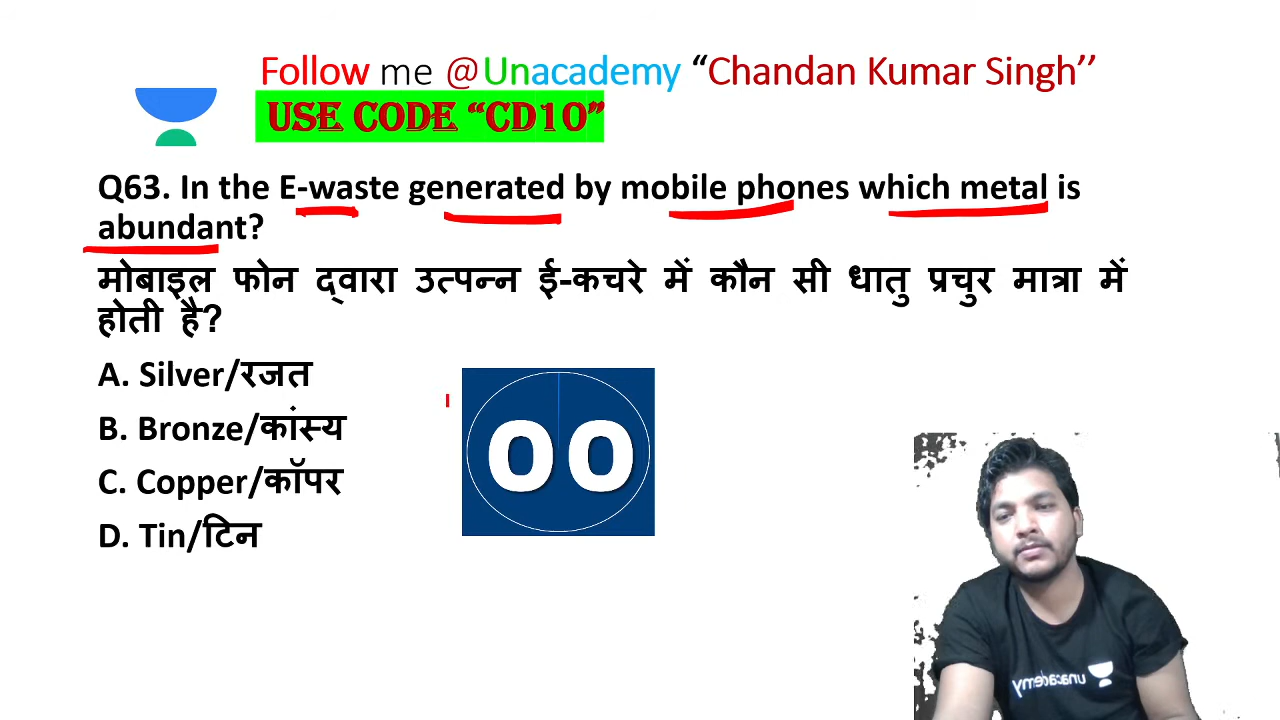 Follow me @Unacademy “Chandan Kumar Singh’’
USE CODE “CD10”
Q63. In the E-waste generated by mobile phones which metal is
abundant?
मोबाइल फोन द्वारा उत्पन्न ई-कचरे में कौन सी धातु प्रचुर मात्रा में
होती है?
A. Silver/रजत
B. Bronze/कांस्य
C. Copper/कॉपर
D. Tin/टिन
00
unacademy